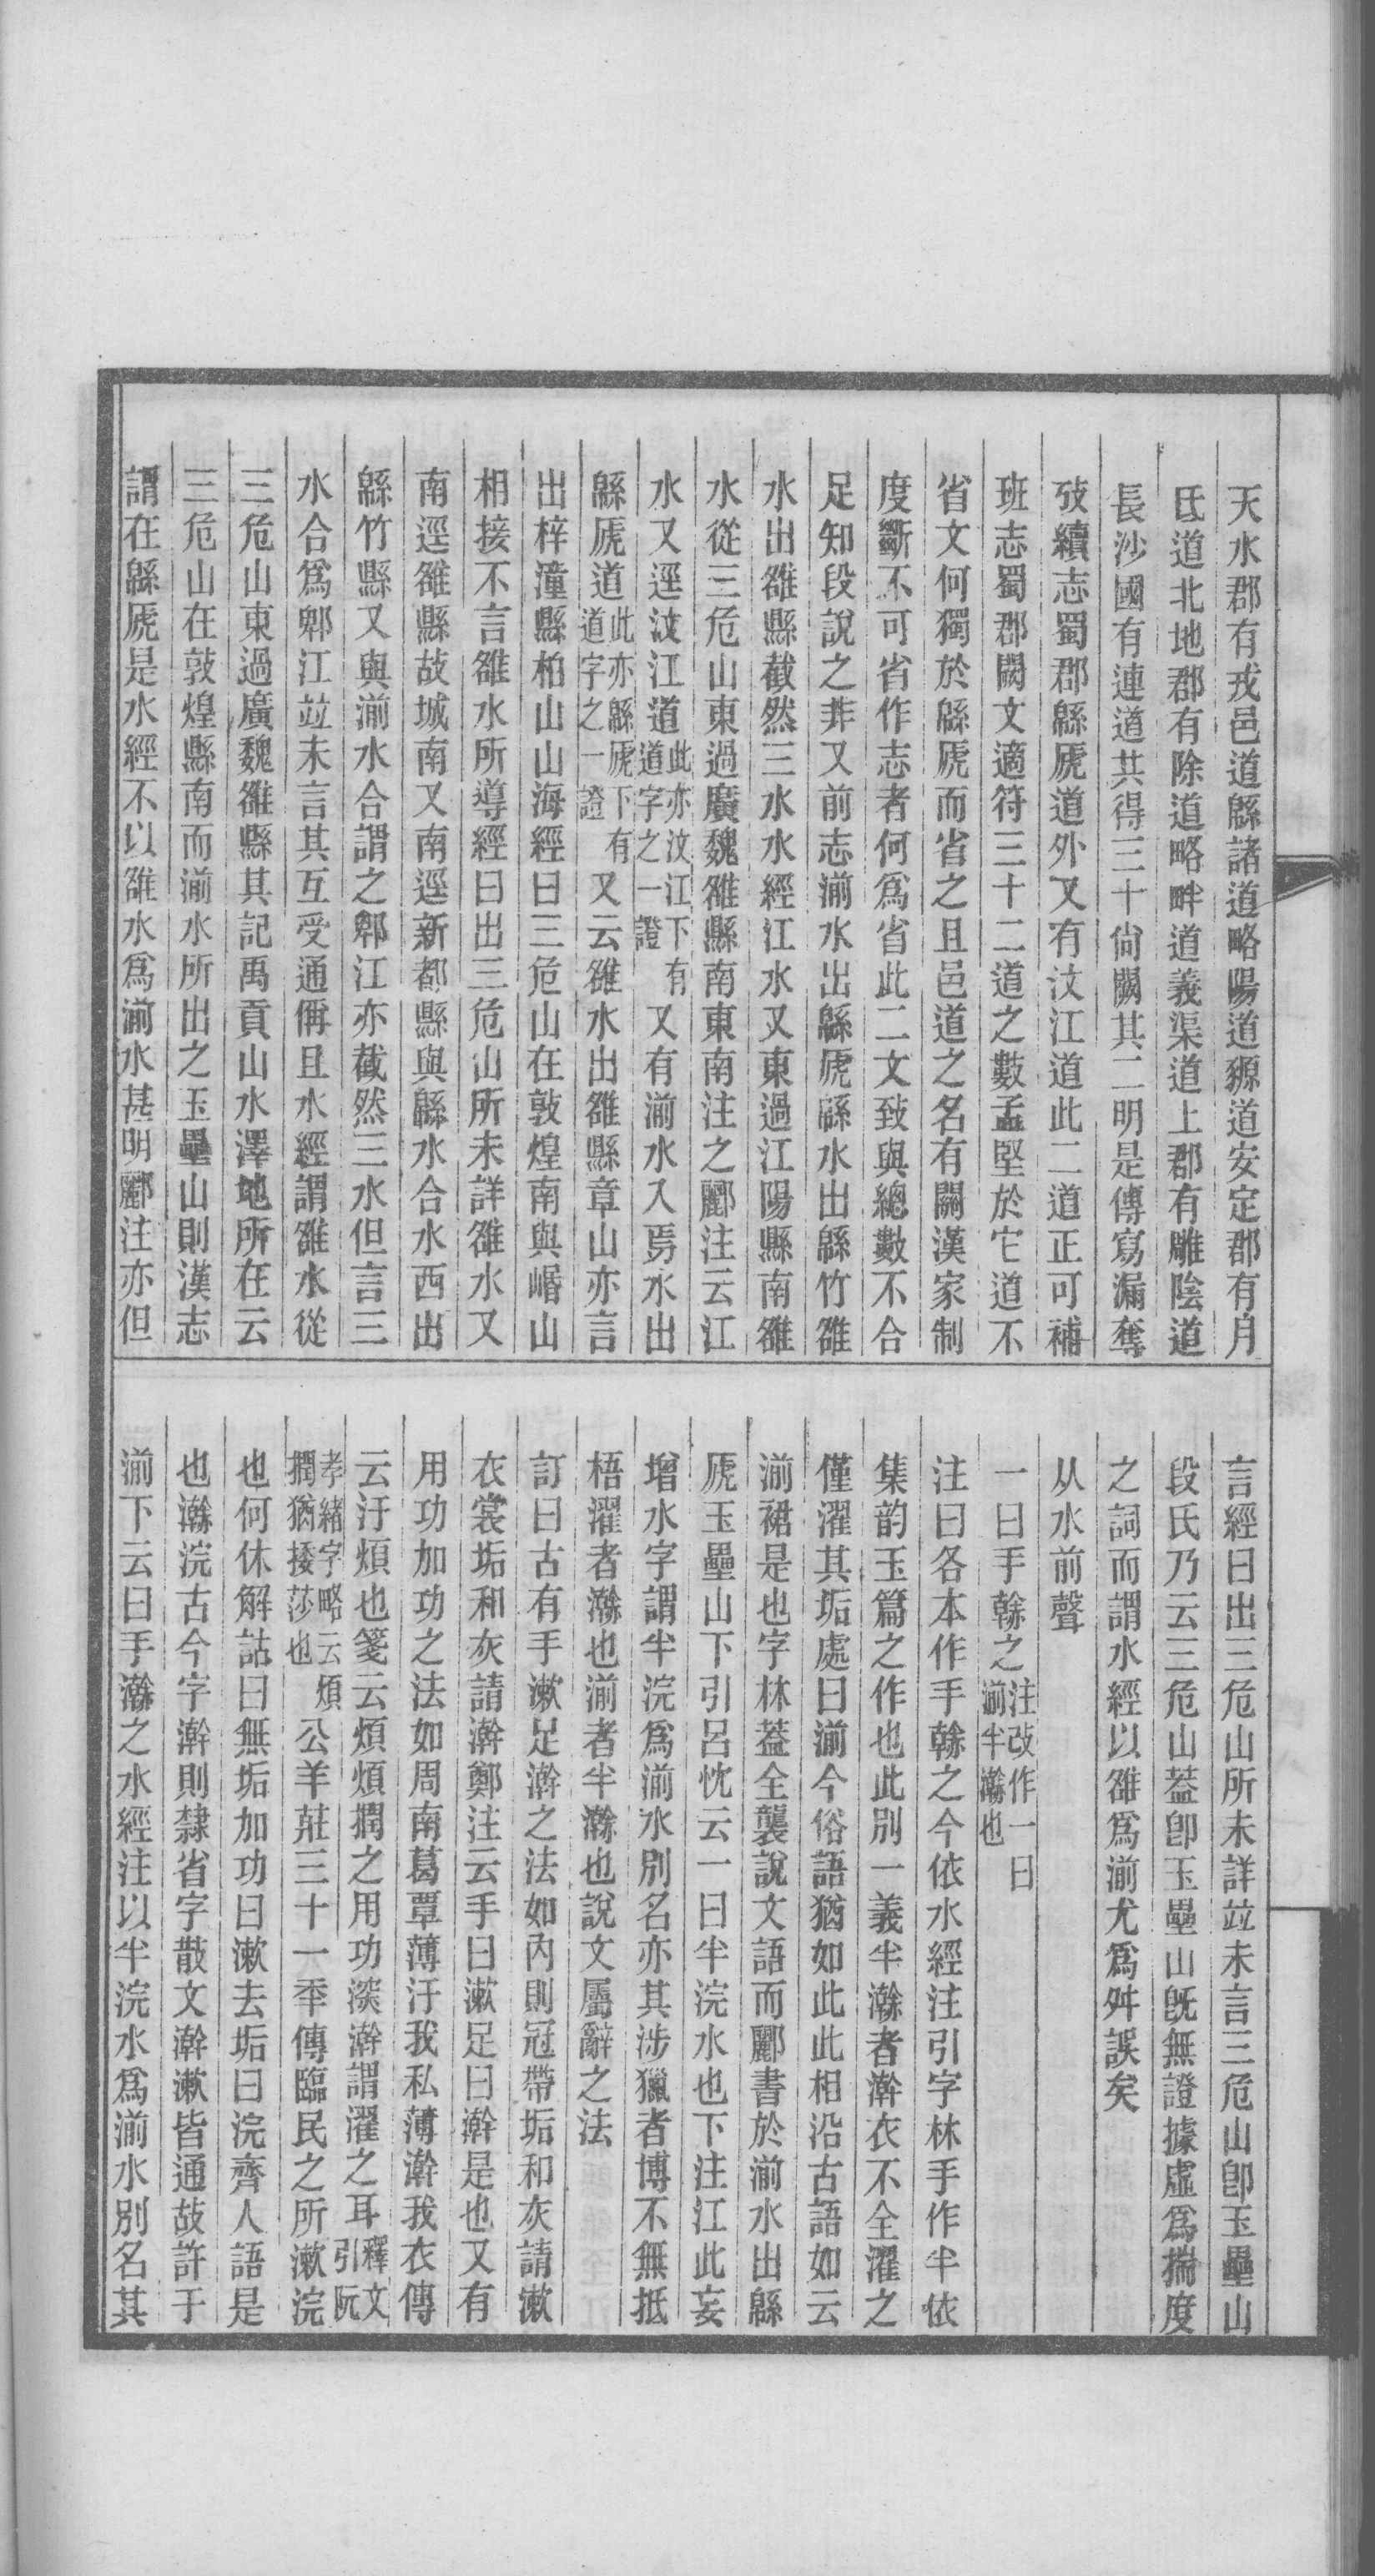 天水郡有戎邑道緜諸道略陽道獂道安定郡有月
氏道北地郡有除道略畔道義渠道上郡有雕陰道
長沙國有連道其得三十尙闕其二明是傳寫漏奪
攷續志蜀郡緜虒道外又有汶江道此二道正可補
班志蜀郡闕文適符三十二道之數孟堅於它道不
省文何獨於緜虒而省之且邑道之名有關漢家制
度斷不可省作志者何爲省此二文致與總數不合
足知段說之非又前志湔水出緜虒緜水出緜竹雒
水出雒縣截然三水水經江水又東過江陽縣南雒
水從三危山東過廣魏雒縣南東南注之酈注云江
水又逕汶江道此亦汶江下有道字之一證又有湔水入焉水出
緜虒道此亦緜虒下有道字之一證又云雒水出雒縣章山亦言
出梓潼縣柏山山海經曰三危山在敦煌南與㟭山
相接不言雒水所導經曰出三危山所未詳雒水又
南逕雒縣故城南又南逕新都縣與緜水合水西出
緜竹縣又與湔水合謂之郫江亦截然三水但言三
水合爲郫江竝未言其互受通偁且水經謂雒水從
三危山東過廣魏雒縣其記禹貢山水澤地所在云
三危山在敦煌縣南而湔水所出之玉壘山則漢志
謂在緜虒是水經不以雒水爲湔水甚明酈注亦但
言經曰出三危山所未詳竝未言三危山卽玉壘山
段氏乃云三危山蓋卽玉壘山旣無證據虛爲揣度
之詞而謂水經以雒爲湔尤爲舛誤矣
从水前聲
一曰手𣵽之注改作一曰湔半澣也
注曰各本作手𣵽之今依水經注引字林手作半依
集韵玉篇之作也此別一義半澣者澣衣不全濯之
僅濯其垢處曰湔今俗語猶如此此相沿古語如云
湔裙是也字林蓋全襲說文語而酈書於湔水出緜
虒玉壘山下引呂忱云一曰半浣水也下注江此妄
增水字謂半浣爲湔水別名亦其涉獵者博不無抵
梧濯者澣也湔者半澣也說文屬辭之法
訂曰古有手漱足澣之法如內則冠帶垢和灰請漱
衣裳垢和灰請澣鄭注云手曰漱足曰澣是也又有
用功加功之法如周南葛覃薄汙我私薄澣我衣傳
云汙煩也箋云煩煩撋之用功深澣謂濯之耳釋文引阮
孝緒字略云煩撋猶捼莎也公羊莊三十一秊傳臨民之所漱浣
也何休解詁曰無垢加功曰漱去垢曰浣齊人語是
也澣浣古今字澣則隸省字散文澣漱皆通故許于
湔下云曰手澣之水經注以半浣水爲湔水別名其